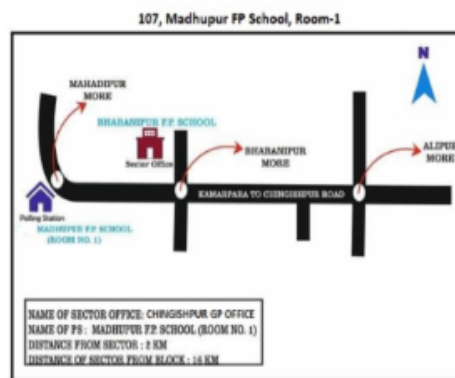 107, Madhupur FP School, Room-1
N
MAHADIPUR
MORE
BHABANIPUR F.P. SCHOOL
Sector Office
BHABANIPUR
MORE
ALIPUR
MORE
KAMARPARA TO CHINGISHPUR ROAD
Polling Station
MADHUPUR F.P. SCHOOL
(ROOM NO. 1)
NAME OF SECTOR OFFICE: CHINGISHPUR GP OFFICE
NAME OF PS : MADHUPUR F.P. SCHOOL (ROOM NO. 1)
DISTANCE FROM SECTOR : 2 KM
DISTANCE OF SECTOR FROM BLOCK : 16 KM